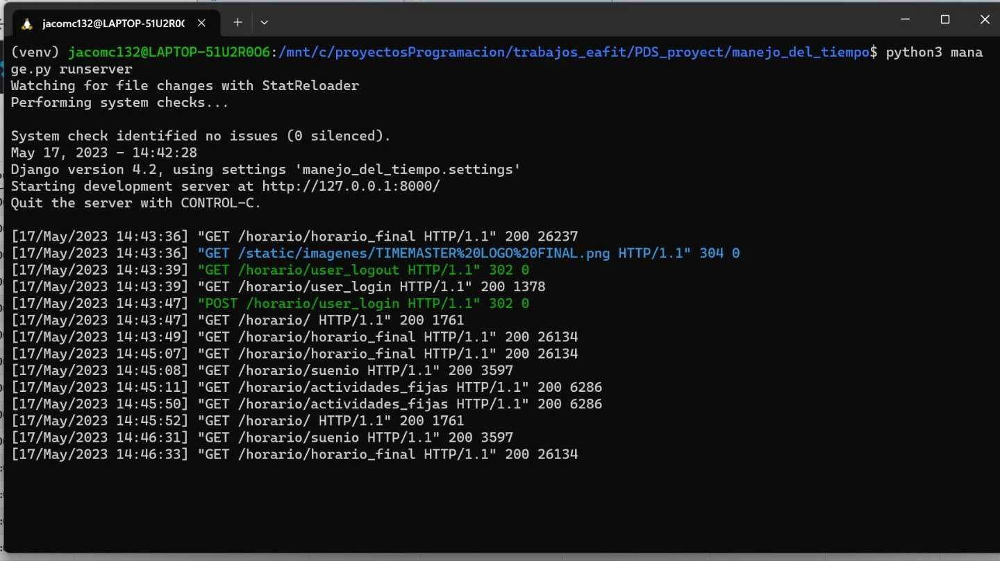 jacomc132@LAPTOP-51U2R0
(venv) jacomc132@LAPTOP-51U2R0O6:/mnt/c/proyectosProgramacion/trabajos_eafit/PDS_proyect/manejo_del_tiempo$ python3 mana
ge.py runserver
Watching for file changes with StatReloader
Performing system checks...
System check identified no issues (0 silenced).
May 17, 2023 - 14:42:28
Django version 4.2, using settings 'manejo_del_tiempo.settings'
Starting development server at http://127.0.0.1:8000/
Quit the server with CONTROL-C.
[17/May/2023 14:43:36] "GET /horario/horario_final HTTP/1.1" 200 26237
[17/May/2023 14:43:36] "GET /static/imagenes/TIMEMASTER%20LOGO%20FINAL.png HTTP/1.1" 304 0
[17/May/2023 14:43:39] "GET /horario/user_logout HTTP/1.1" 302 0
[17/May/2023 14:43:39] "GET /horario/user_login HTTP/1.1" 200 1378
[17/May/2023 14:43:47] "POST /horario/user_login HTTP/1.1" 302 0
[17/May/2023 14:43:47] "GET /horario/ HTTP/1.1" 200 1761
[17/May/2023 14:43:49] "GET /horario/horario_final HTTP/1.1" 200 26134
[17/May/2023 14:45:07] "GET /horario/horario_final HTTP/1.1" 200 26134
[17/May/2023 14:45:08] "GET /horario/suenio HTTP/1.1" 200 3597
[17/May/2023 14:45:11] "GET /horario/actividades_fijas HTTP/1.1" 200 6286
[17/May/2023 14:45:50] "GET /horario/actividades_fijas HTTP/1.1" 200 6286
[17/May/2023 14:45:52] "GET /horario/ HTTP/1.1" 200 1761
[17/May/2023 14:46:31] "GET /horario/suenio HTTP/1.1" 200 3597
[17/May/2023 14:46:33] "GET /horario/horario_final HTTP/1.1" 200 26134